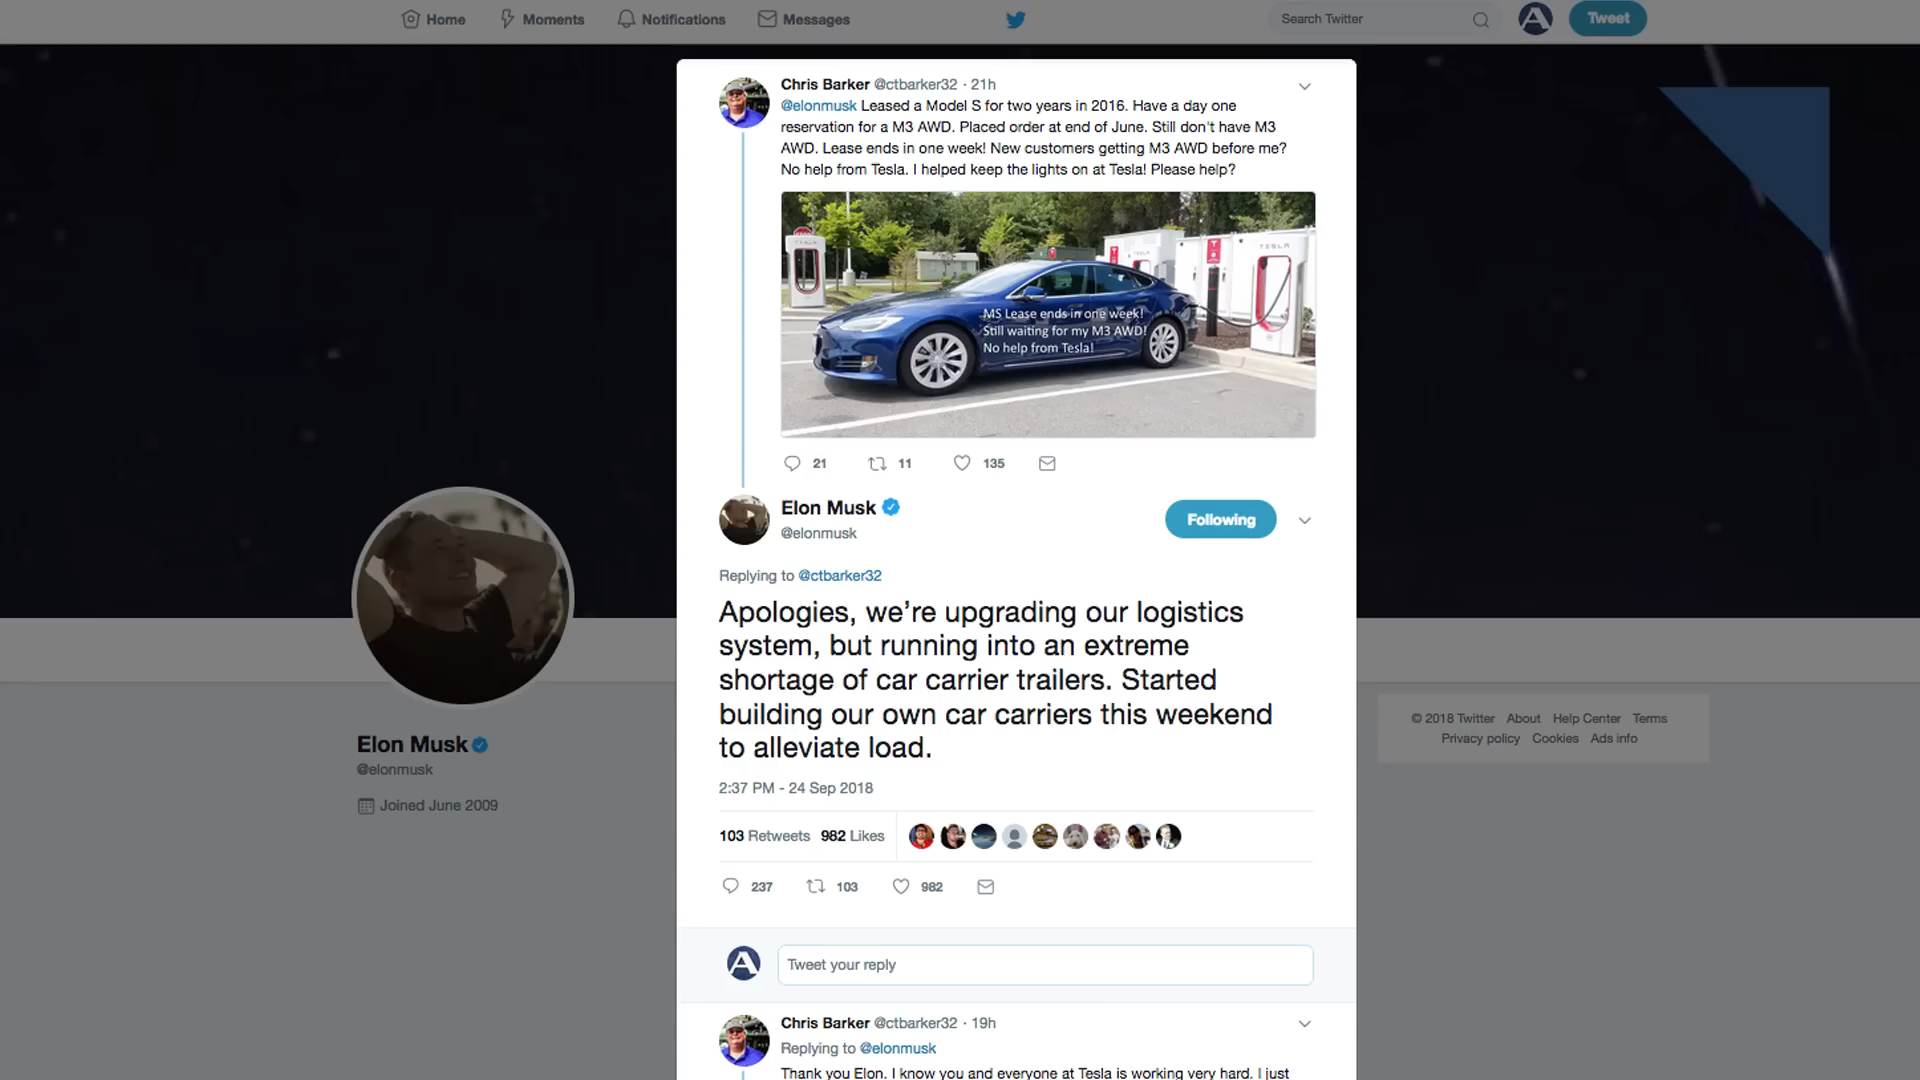 Home
Moments
Notifications
Messages
Search Twitter
Tweet
Chris Barker @ctbarker32 · 21h
@elonmusk Leased a Model S for two years in 2016. Have a day one
reservation for a M3 AWD. Placed order at end of June. Still don't have M3
AWD. Lease ends in one week! New customers getting M3 AWD before me?
No help from Tesla. I helped keep the lights on at Tesla! Please help?
TESLA
TESLA
TESLA
MS Lease ends in one week!
Still waiting for my M3 AWD!
No help from Tesla!
21
11
135
Elon Musk
@elonmusk
Following
Replying to @ctbarker32
Apologies, we’re upgrading our logistics
system, but running into an extreme
shortage of car carrier trailers. Started
building our own car carriers this weekend
to alleviate load.
2:37 PM - 24 Sep 2018
103 Retweets 982 Likes
237
103
982
Tweet your reply
Chris Barker @ctbarker32 · 19h
Replying to @elonmusk
Thank you Elon. I know you and everyone at Tesla is working very hard. I just
Elon Musk
@elonmusk
Joined June 2009
© 2018 Twitter About Help Center Terms
Privacy policy Cookies Ads info